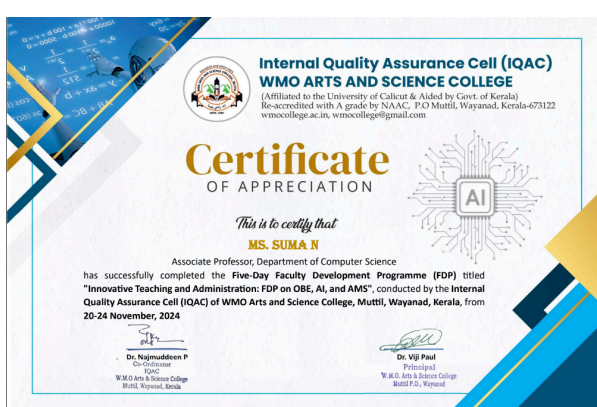 Internal Quality Assurance Cell (IQAC)
WMO ARTS AND SCIENCE COLLEGE
(Affiliated to the University of Calicut & Aided by Govt. of Kerala)
Re-accredited with A grade by NAAC, P.O Muttil, Wayanad, Kerala-673122
wmocollege.ac.in, wmocollege@gmail.com
Certificate
OF APPRECIATION
AI
This is to certify that
MS. SUMA N
Associate Professor, Department of Computer Science
has successfully completed the Five-Day Faculty Development Programme (FDP) titled
"Innovative Teaching and Administration: FDP on OBE, AI, and AMS", conducted by the Internal
Quality Assurance Cell (IQAC) of WMO Arts and Science College, Muttil, Wayanad, Kerala, from
20-24 November, 2024
Dr. Najmuddeen P
Co-Ordinator
IQAC
W.M.O Arts & Science College
Muttil, Wayanad, Kerala
Dr. Viji Paul
Principal
W.M.O. Arts & Science College
Muttil P.O., Wayanad